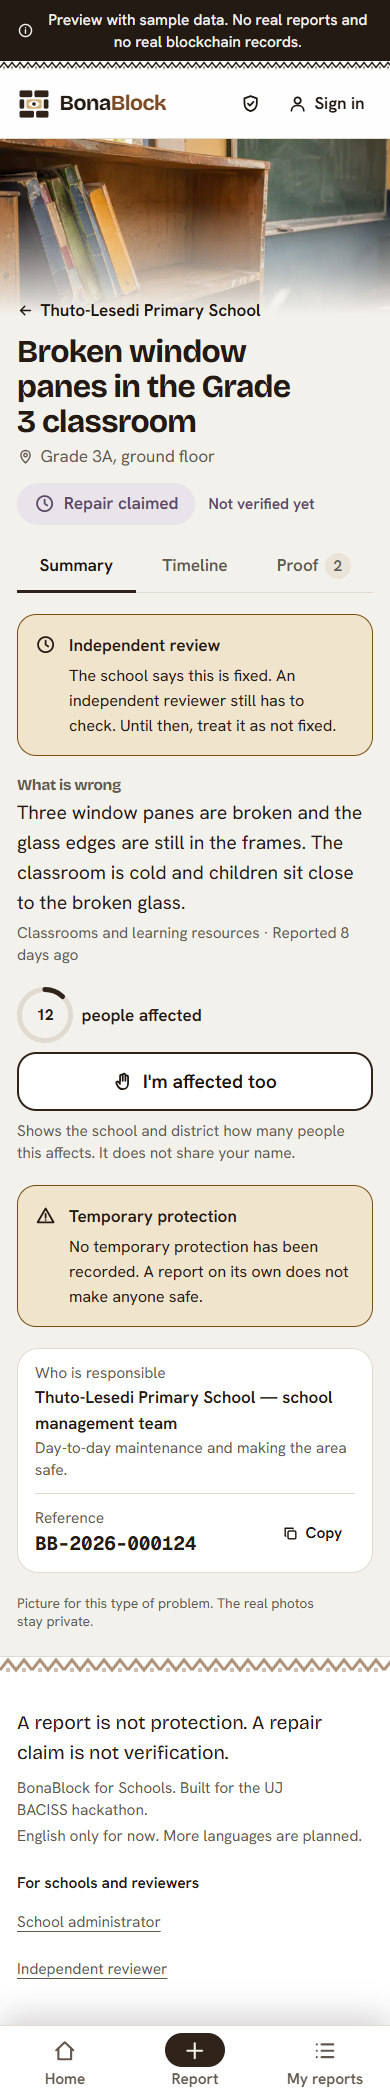 Preview with sample data. No real reports and
no real blockchain records.
BonaBlock
Sign in
Thuto-Lesedi Primary School
Broken window
panes in the Grade
3 classroom
Grade 3A, ground floor
Repair claimed
Not verified yet
Summary
Timeline
Proof 2
Independent review
The school says this is fixed. An
independent reviewer still has to
check. Until then, treat it as not fixed.
What is wrong
Three window panes are broken and the
glass edges are still in the frames. The
classroom is cold and children sit close
to the broken glass.
Classrooms and learning resources · Reported 8
days ago
12
people affected
I'm affected too
Shows the school and district how many people
this affects. It does not share your name.
Temporary protection
No temporary protection has been
recorded. A report on its own does not
make anyone safe.
Who is responsible
Thuto-Lesedi Primary School — school
management team
Day-to-day maintenance and making the area
safe.
Reference
BB-2026-000124
Copy
Picture for this type of problem. The real photos
stay private.
A report is not protection. A repair
claim is not verification.
BonaBlock for Schools. Built for the UJ
BACISS hackathon.
English only for now. More languages are planned.
For schools and reviewers
School administrator
Independent reviewer
Home
Report
My reports